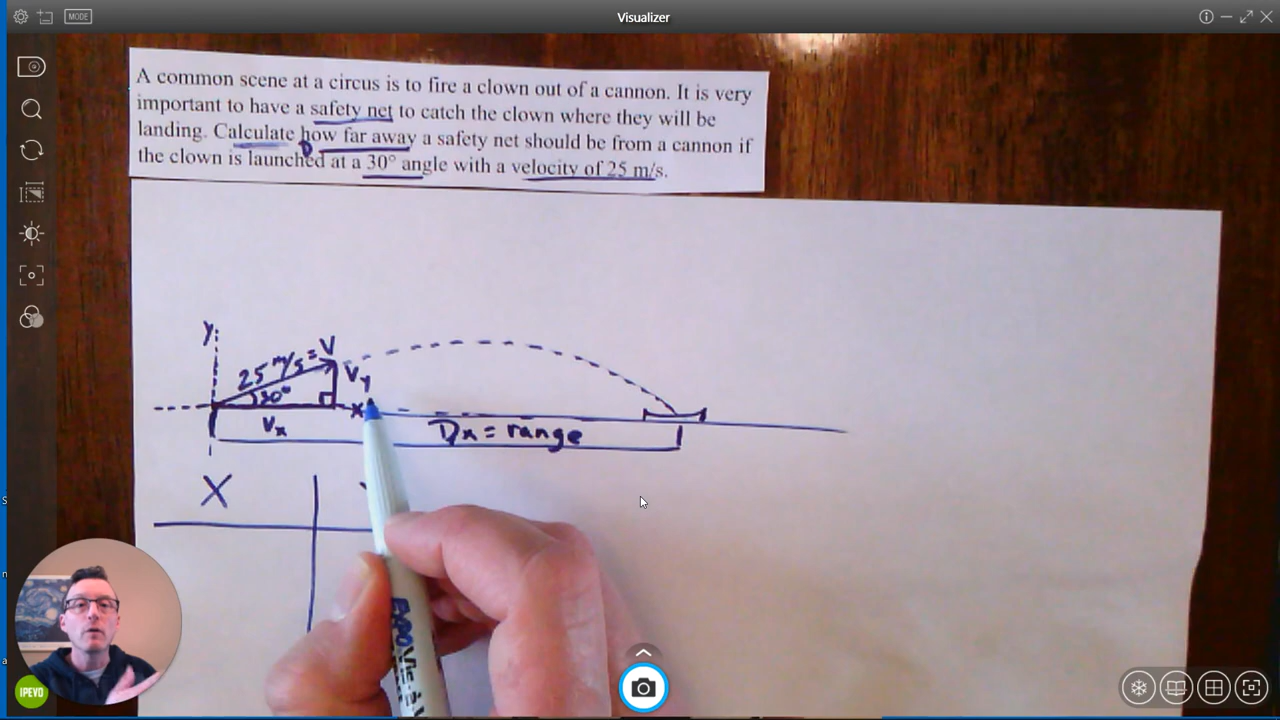 MODE
Visualizer
A common scene at a circus is to fire a clown out of a cannon. It is very
important to have a safety net to catch the clown where they will be
landing. Calculate how far away a safety net should be from a cannon if
the clown is launched at a 30° angle with a velocity of 25 m/s.
y
25 m/s = V
30°
Vy
x
Vx
Dx = range
X
EXPO Vis-à-V
IPEVO